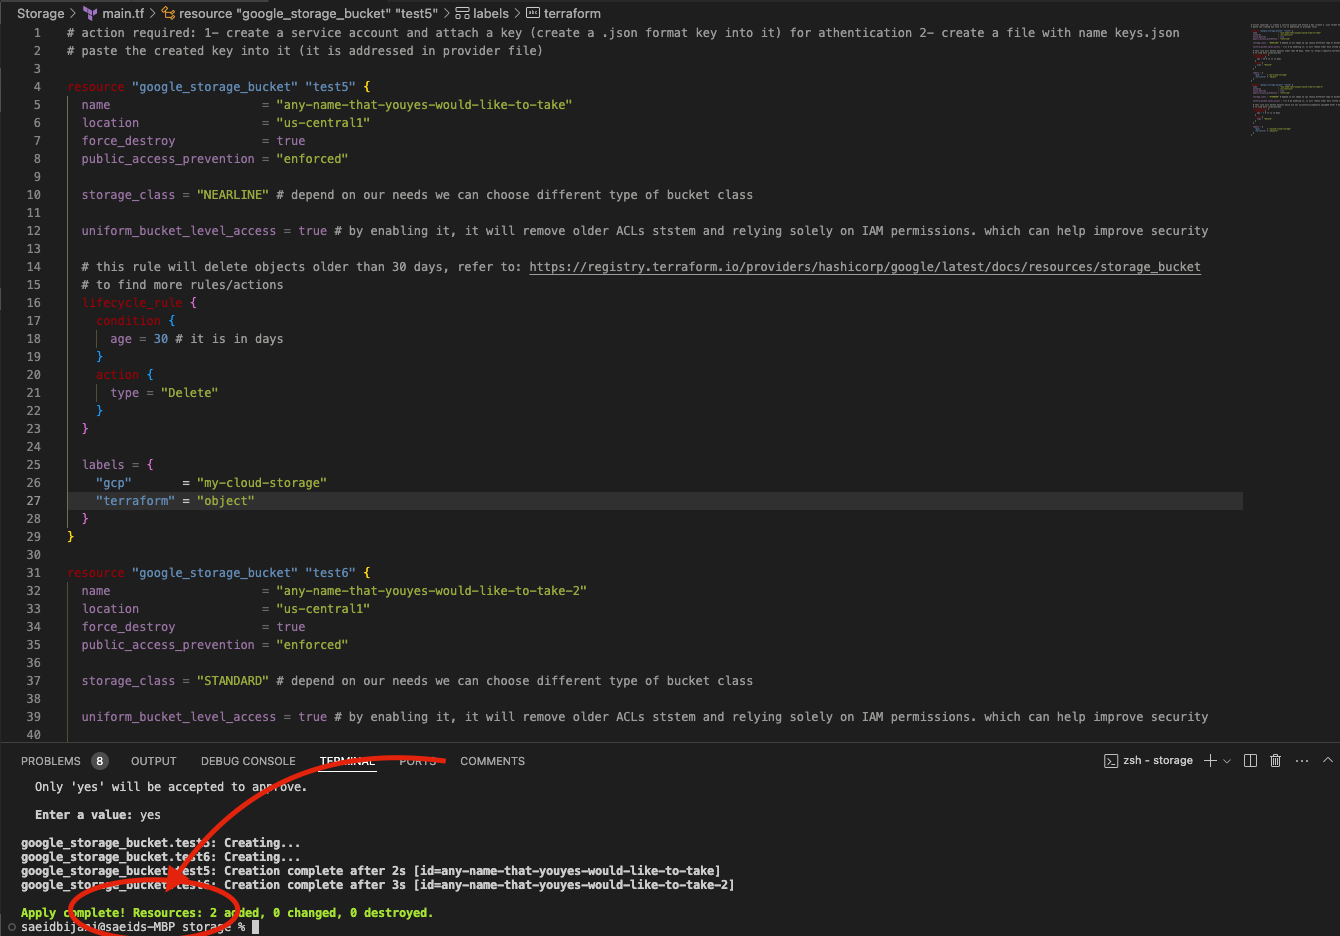 Storage > main.tf > resource "google_storage_bucket" "test5" > labels > terraform
1 # action required: 1- create a service account and attach a key (create a .json format key into it) for athentication 2- create a file with name keys.json
2 # paste the created key into it (it is addressed in provider file)
3
4 resource "google_storage_bucket" "test5" {
5 name = "any-name-that-youyes-would-like-to-take"
6 location = "us-central1"
7 force_destroy = true
8 public_access_prevention = "enforced"
9
10 storage_class = "NEARLINE" # depend on our needs we can choose different type of bucket class
11
12 uniform_bucket_level_access = true # by enabling it, it will remove older ACLs ststem and relying solely on IAM permissions. which can help improve security
13
14 # this rule will delete objects older than 30 days, refer to: https://registry.terraform.io/providers/hashicorp/google/latest/docs/resources/storage_bucket
15 # to find more rules/actions
16 lifecycle_rule {
17 condition {
18 age = 30 # it is in days
19 }
20 action {
21 type = "Delete"
22 }
23 }
24
25 labels = {
26 "gcp" = "my-cloud-storage"
27 "terraform" = "object"
28 }
29 }
30
31 resource "google_storage_bucket" "test6" {
32 name = "any-name-that-youyes-would-like-to-take-2"
33 location = "us-central1"
34 force_destroy = true
35 public_access_prevention = "enforced"
36
37 storage_class = "STANDARD" # depend on our needs we can choose different type of bucket class
38
39 uniform_bucket_level_access = true # by enabling it, it will remove older ACLs ststem and relying solely on IAM permissions. which can help improve security
40
PROBLEMS 8 OUTPUT DEBUG CONSOLE TERMINAL PORTS COMMENTS zsh - storage
Only 'yes' will be accepted to approve.
Enter a value: yes
google_storage_bucket.test5: Creating...
google_storage_bucket.test6: Creating...
google_storage_bucket.test5: Creation complete after 2s [id=any-name-that-youyes-would-like-to-take]
google_storage_bucket.test6: Creation complete after 3s [id=any-name-that-youyes-would-like-to-take-2]
Apply complete! Resources: 2 added, 0 changed, 0 destroyed.
saeidbijani@saeids-MBP storage %